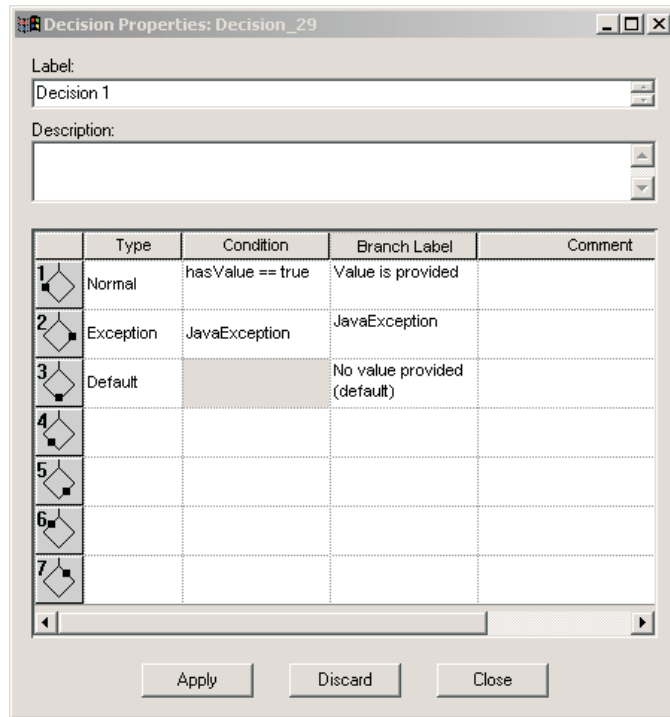 Decision Properties: Decision_29
Label:
Decision 1
Description:
Type Condition Branch Label Comment
1 Normal hasValue == true Value is provided
2 Exception JavaException JavaException
3 Default No value provided
(default)
4
5
6
7
Apply Discard Close